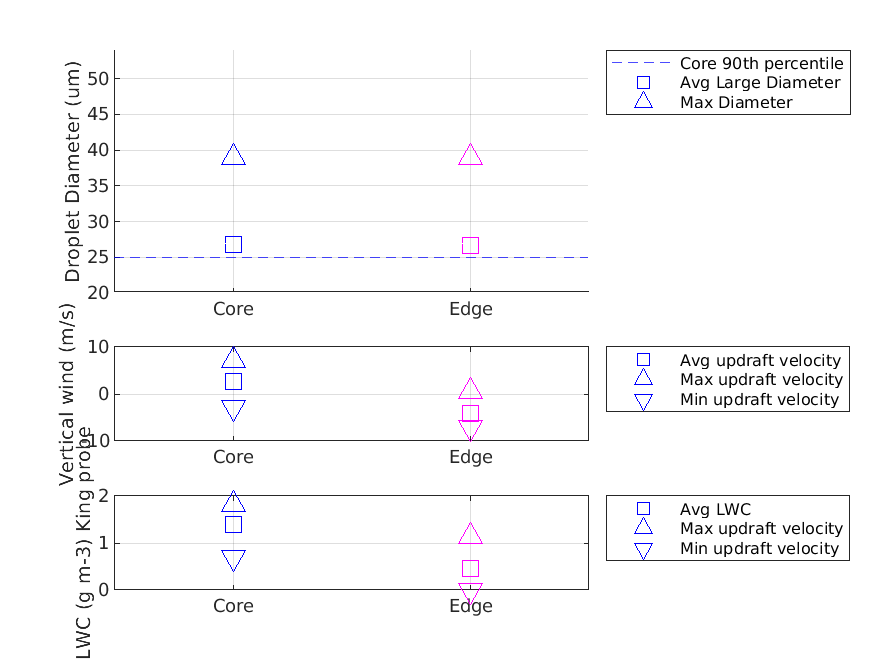 Droplet Diameter (um)
50
45
40
35
30
25
20
Core
Edge
Core 90th percentile
Avg Large Diameter
Max Diameter
Vertical wind (m/s)
10
0
-10
Core
Edge
Avg updraft velocity
Max updraft velocity
Min updraft velocity
LWC (g m-3) King probe
2
1
0
Core
Edge
Avg LWC
Max updraft velocity
Min updraft velocity